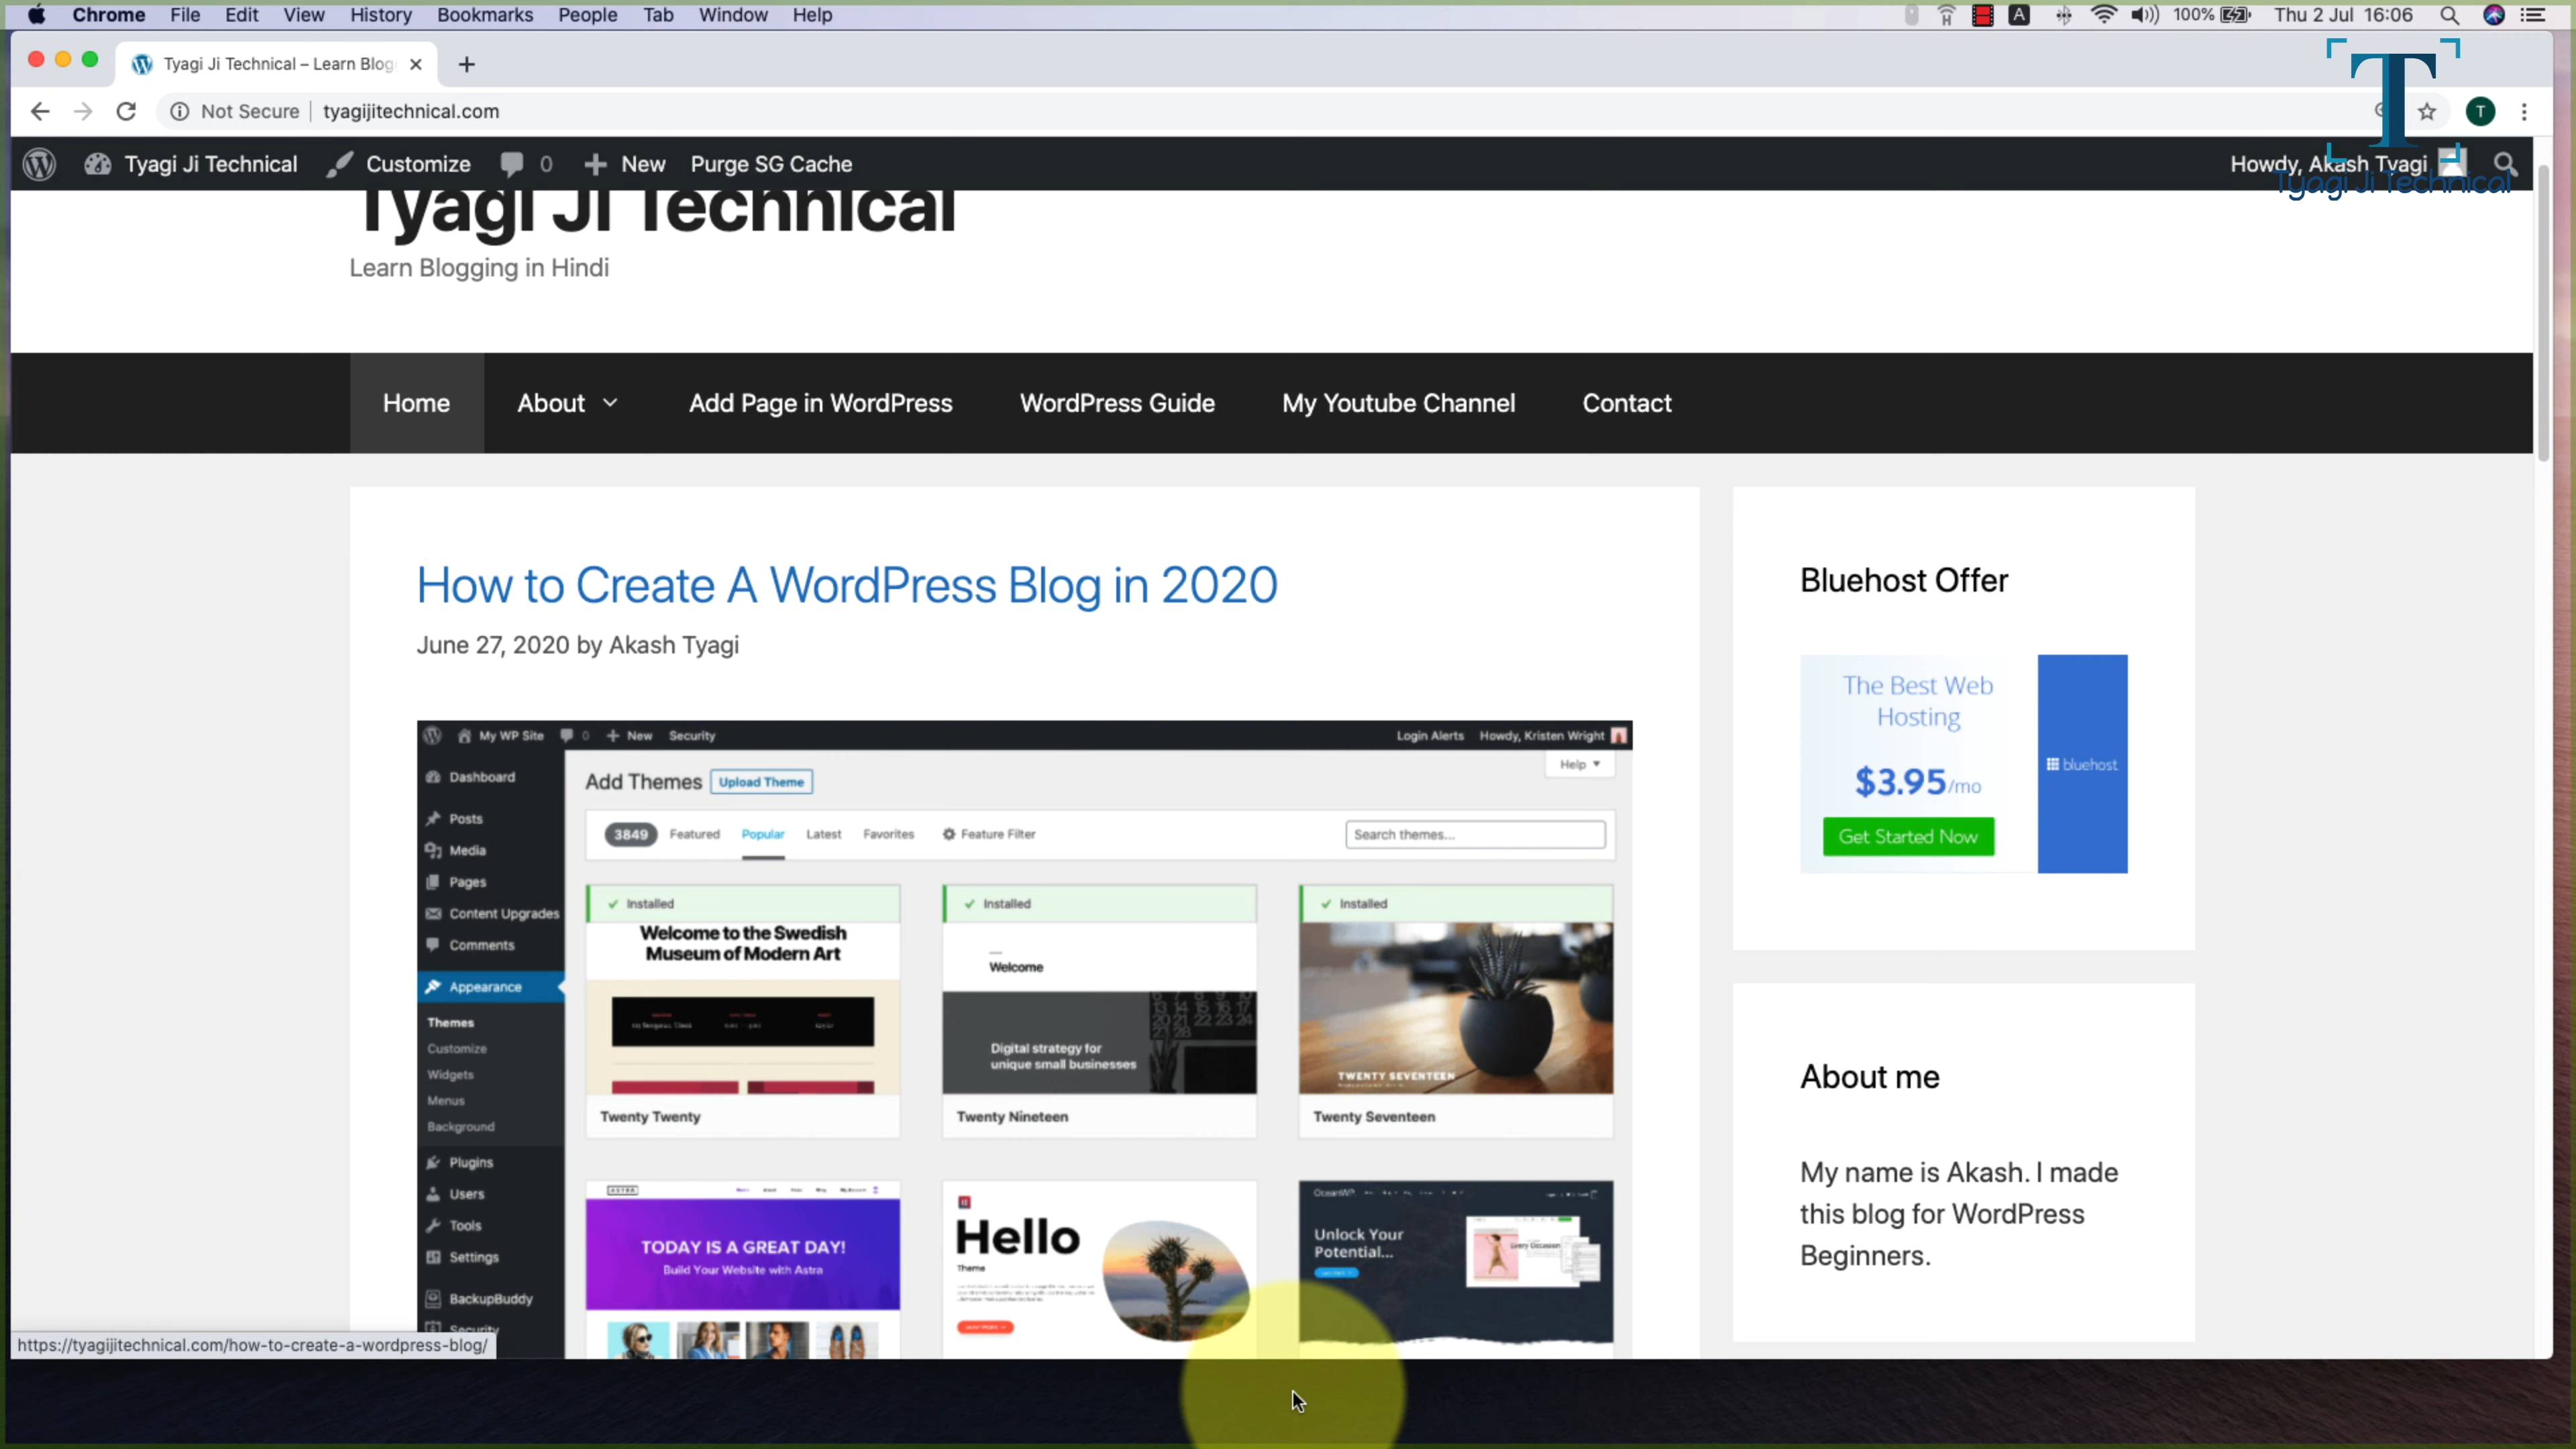 Chrome File Edit View History Bookmarks People Tab Window Help
100% Thu 2 Jul 16:06
Tyagi Ji Technical – Learn Blog
Not Secure tyagijitechnical.com
T
Tyagi Ji Technical Customize 0 New Purge SG Cache
Howdy, Akash Tyagi
Tyagi Ji Technical
Tyagi Ji Technical
Learn Blogging in Hindi
Home About Add Page in WordPress WordPress Guide My Youtube Channel Contact
How to Create A WordPress Blog in 2020
June 27, 2020 by Akash Tyagi
My WP Site 0 New Security
Login Alerts Howdy, Kristen Wright
Help
Dashboard
Posts
Media
Pages
Content Upgrades
Comments
Appearance
Themes
Customize
Widgets
Menus
Background
Plugins
Users
Tools
Settings
BackupBuddy
Security
Add Themes Upload Theme
3849 Featured Popular Latest Favorites Feature Filter
Search themes...
Installed
Welcome to the Swedish
Museum of Modern Art
Twenty Twenty
Installed
Welcome
Digital strategy for
unique small businesses
Twenty Nineteen
Installed
TWENTY SEVENTEEN
Twenty Seventeen
ASTRA
TODAY IS A GREAT DAY!
Build Your Website with Astra
Hello
Theme
OceanWP
Unlock Your
Potential...
Every Occasion
Bluehost Offer
The Best Web
Hosting
$3.95/mo
Get Started Now
bluehost
About me
My name is Akash. I made
this blog for WordPress
Beginners.
https://tyagijitechnical.com/how-to-create-a-wordpress-blog/